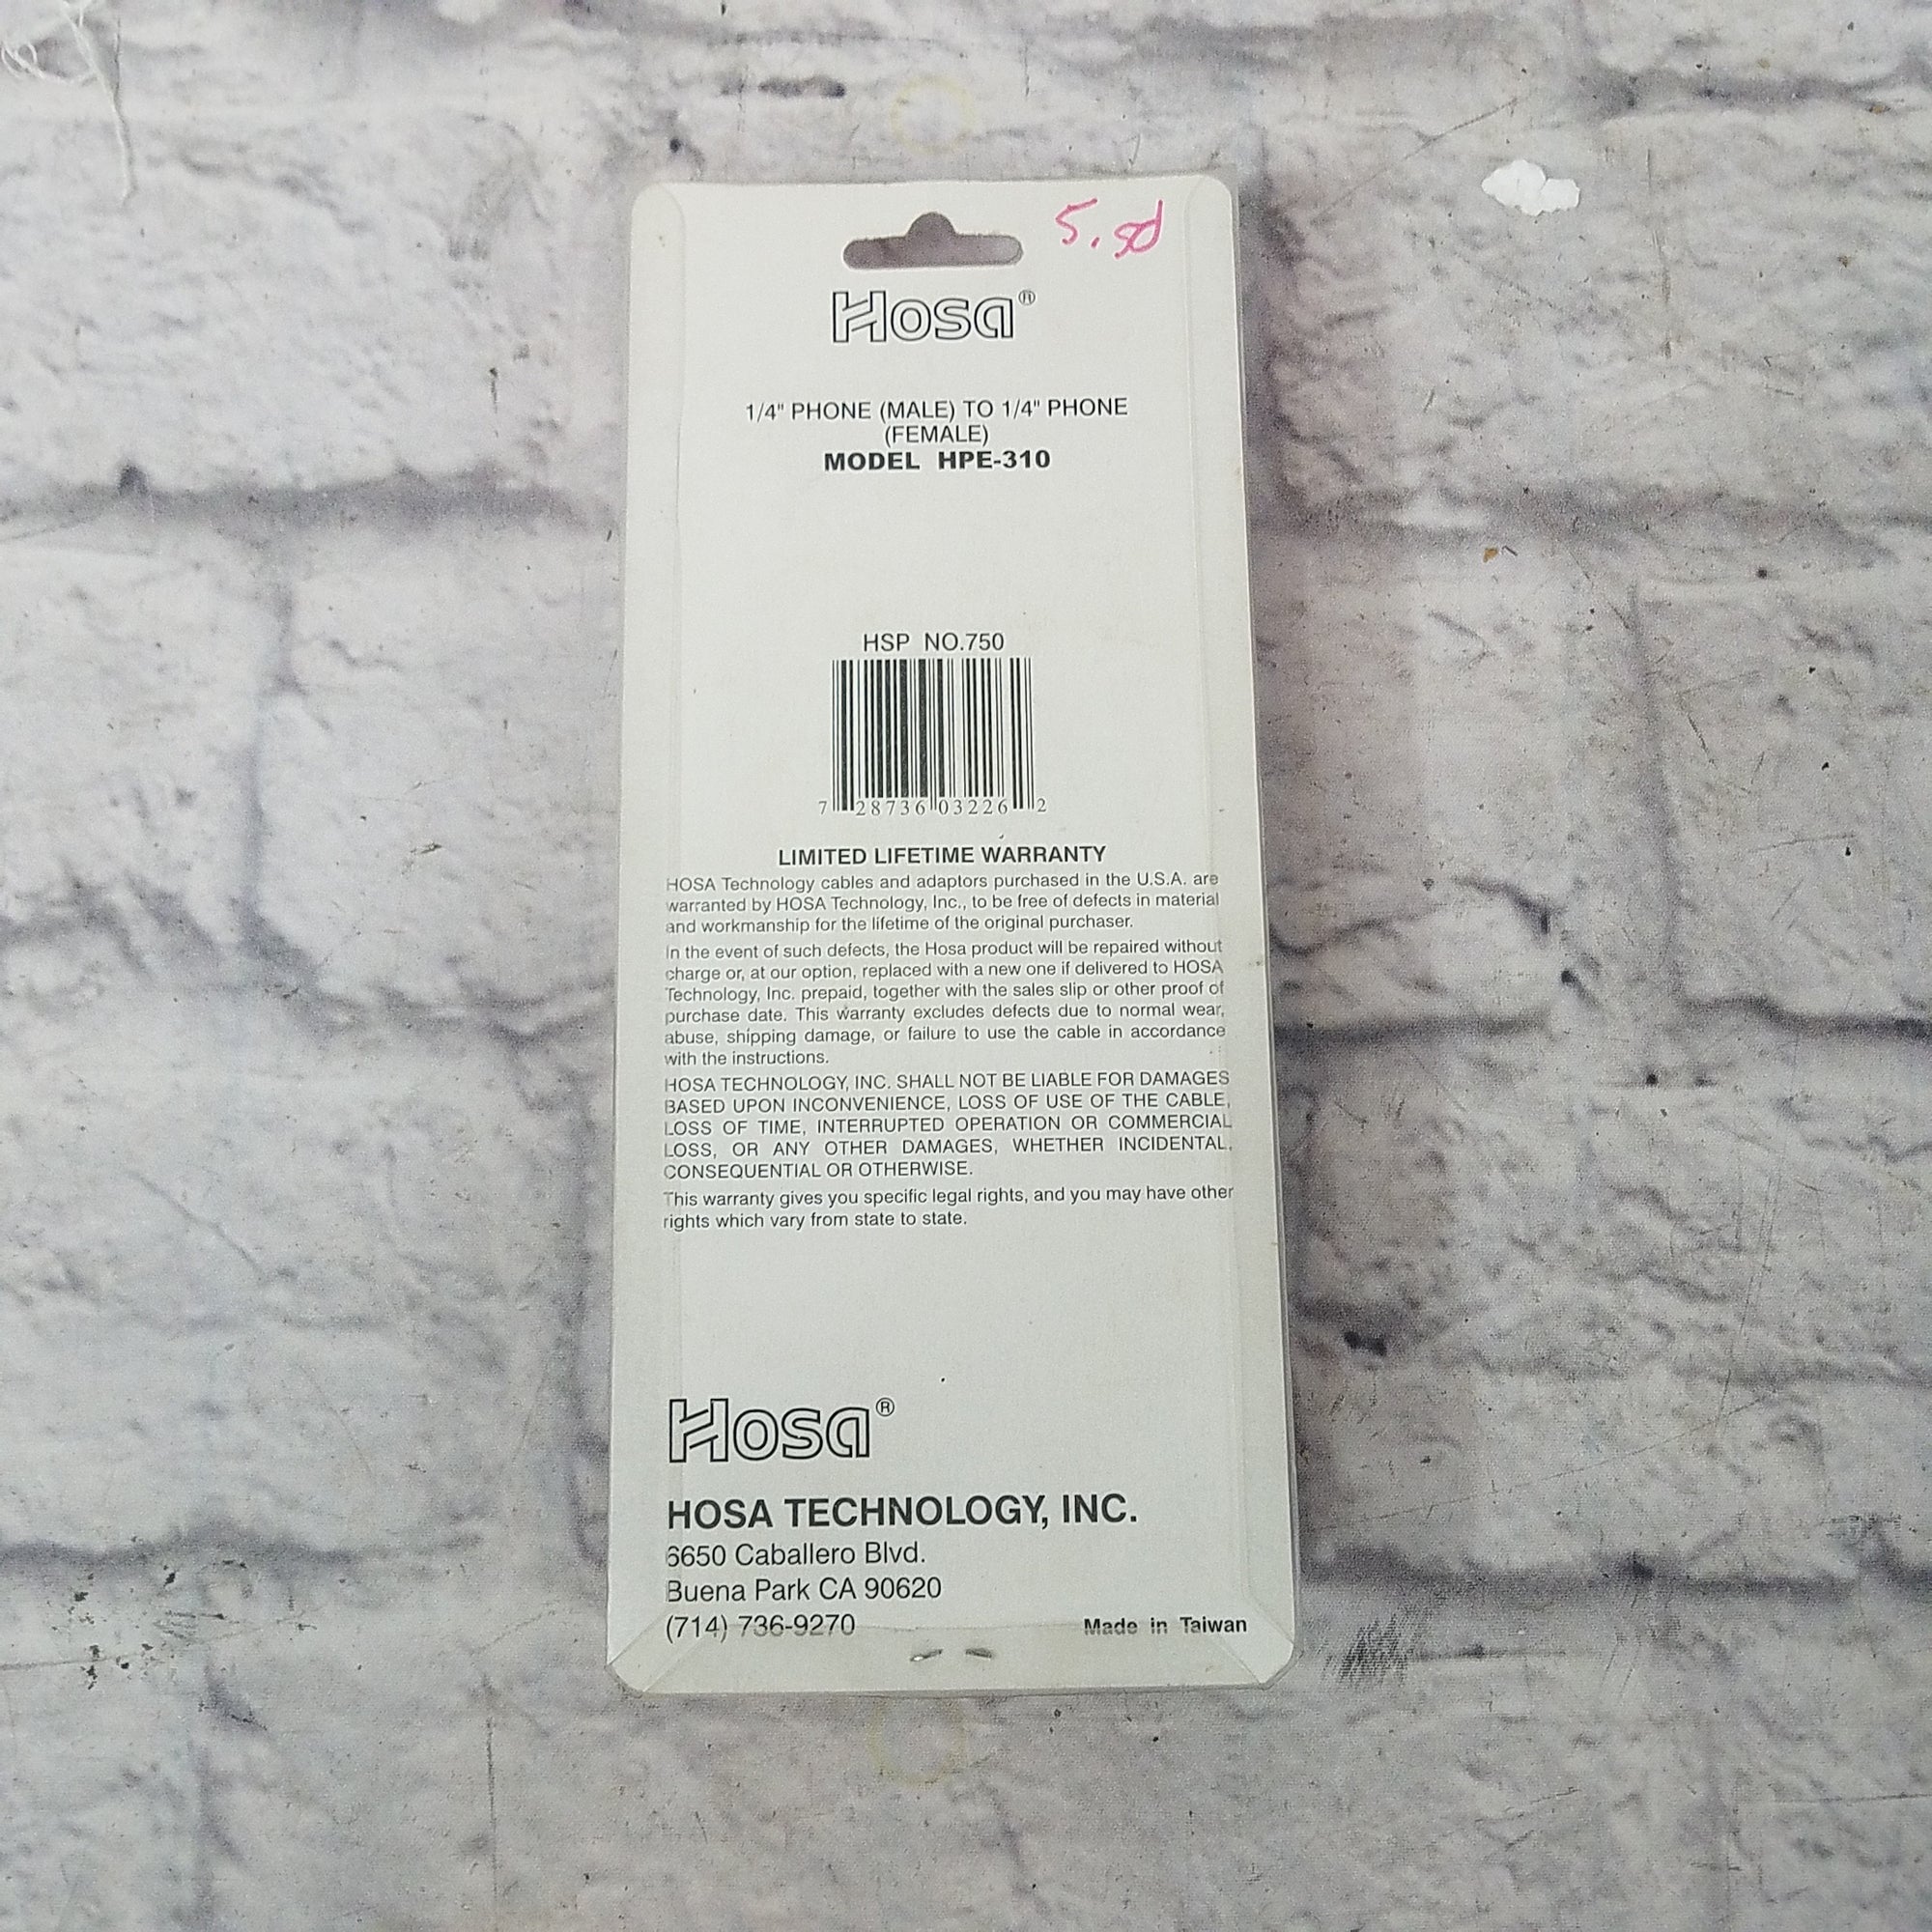 5.50
Hosa®
1/4" PHONE (MALE) TO 1/4" PHONE
(FEMALE)
MODEL HPE-310
HSP NO.750
7 28736 03226 2
LIMITED LIFETIME WARRANTY
HOSA Technology cables and adaptors purchased in the U.S.A. are
warranted by HOSA Technology, Inc., to be free of defects in material
and workmanship for the lifetime of the original purchaser.
In the event of such defects, the Hosa product will be repaired without
charge or, at our option, replaced with a new one if delivered to HOSA
Technology, Inc. prepaid, together with the sales slip or other proof of
purchase date. This warranty excludes defects due to normal wear,
abuse, shipping damage, or failure to use the cable in accordance
with the instructions.
HOSA TECHNOLOGY, INC. SHALL NOT BE LIABLE FOR DAMAGES
BASED UPON INCONVENIENCE, LOSS OF USE OF THE CABLE,
LOSS OF TIME, INTERRUPTED OPERATION OR COMMERCIAL
LOSS, OR ANY OTHER DAMAGES, WHETHER INCIDENTAL,
CONSEQUENTIAL OR OTHERWISE.
This warranty gives you specific legal rights, and you may have other
rights which vary from state to state.
Hosa®
HOSA TECHNOLOGY, INC.
6650 Caballero Blvd.
Buena Park CA 90620
(714) 736-9270
Made in Taiwan